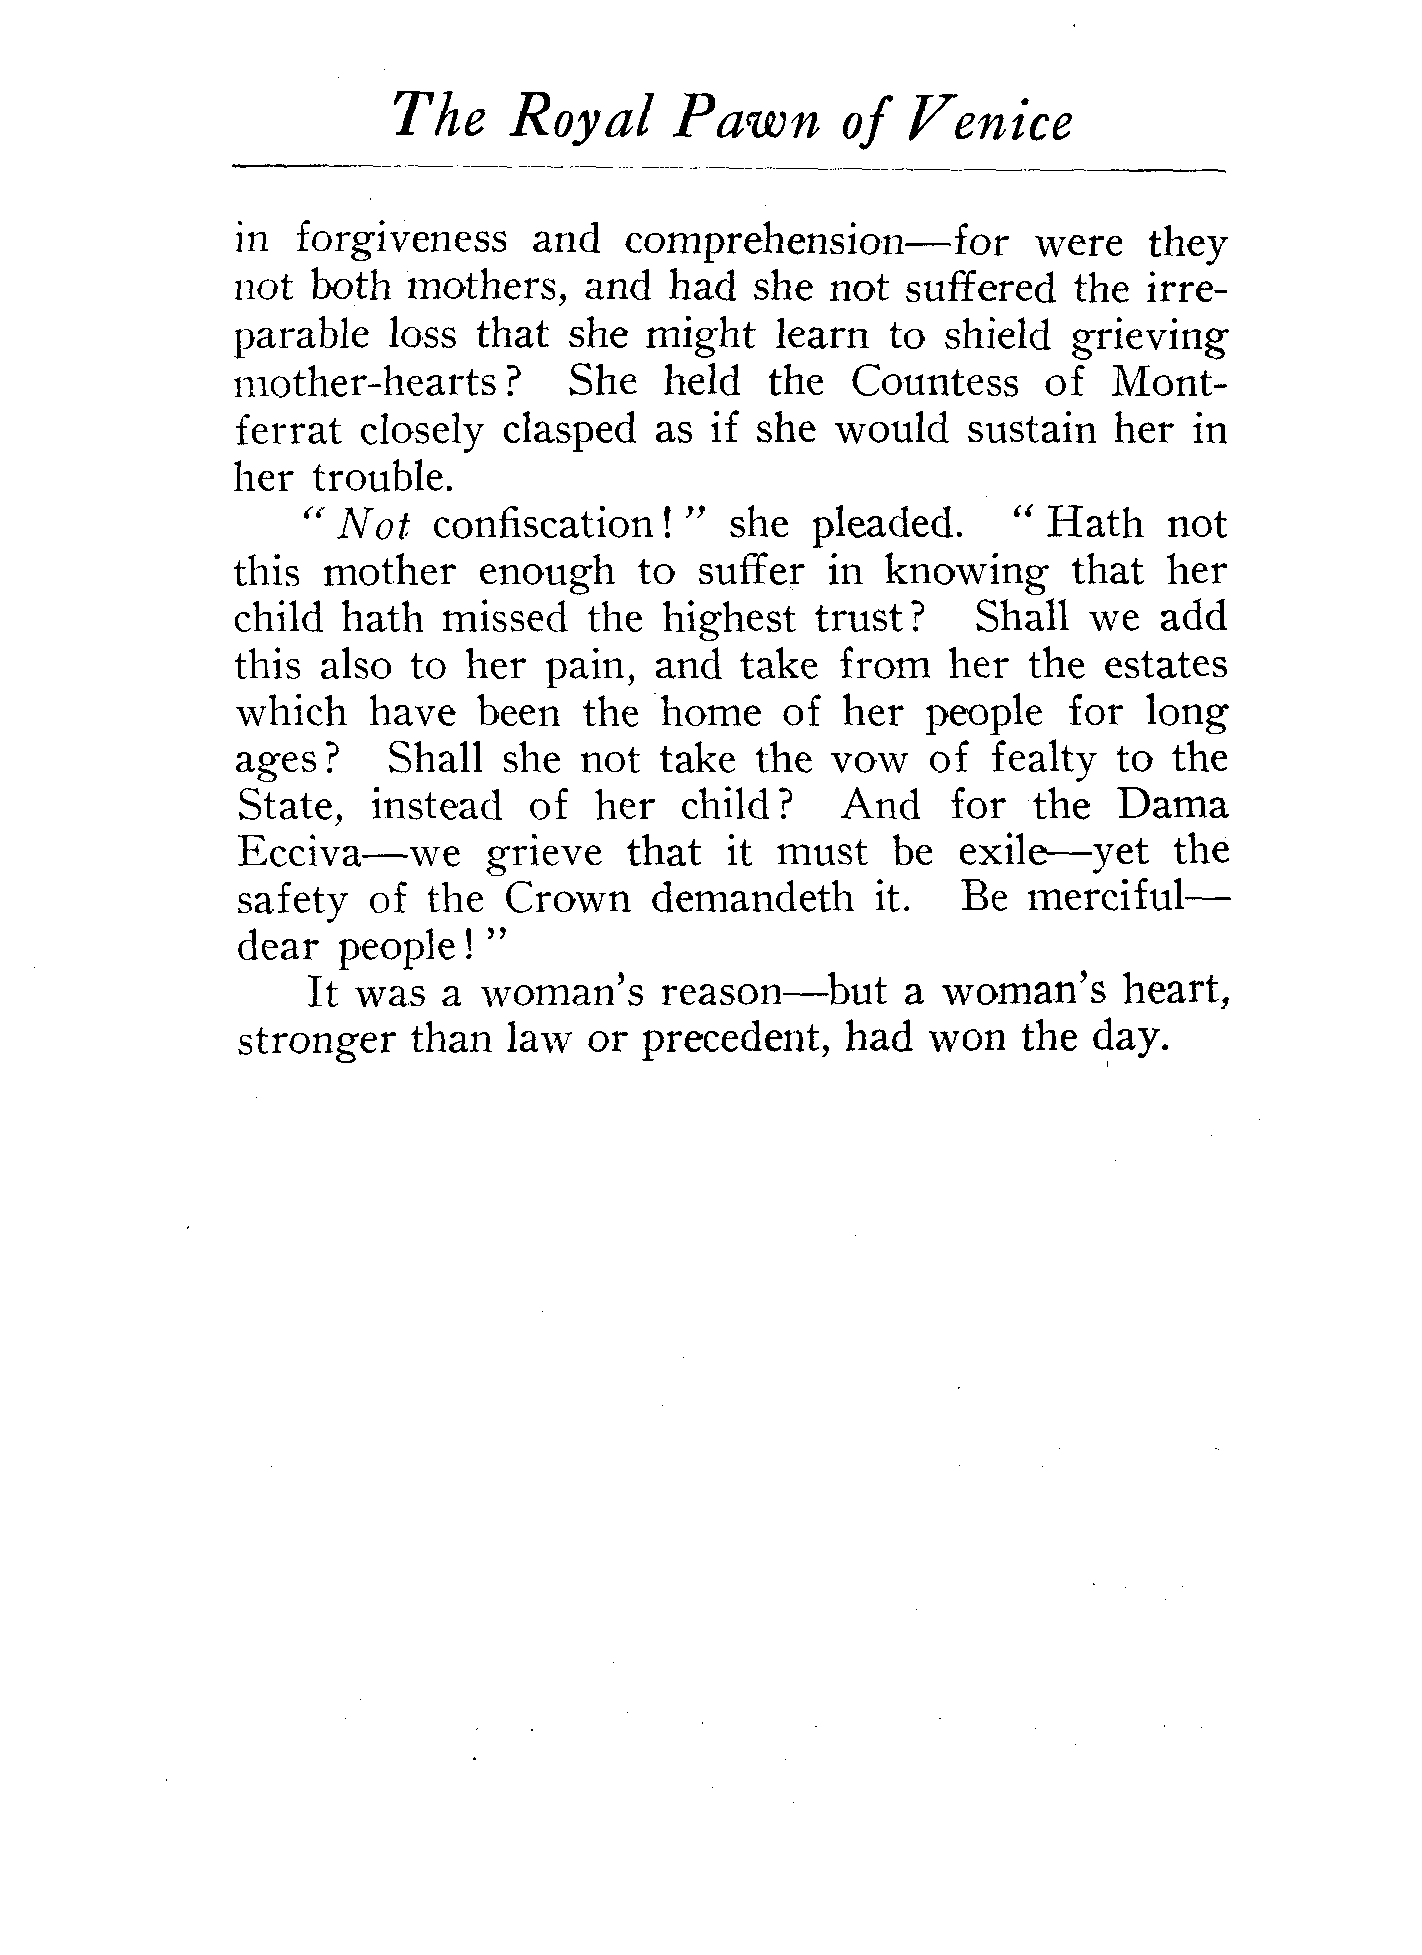 The Royal Pawn of Venice
in forgiveness and comprehension—for were they
not both mothers, and had she not suffered the irre-
parable loss that she might learn to shield grieving
mother-hearts? She held the Countess of Mont-
ferrat closely clasped as if she would sustain her in
her trouble.
"Not confiscation!" she pleaded. "Hath not
this mother enough to suffer in knowing that her
child hath missed the highest trust? Shall we add
this also to her pain, and take from her the estates
which have been the home of her people for long
ages? Shall she not take the vow of fealty to the
State, instead of her child? And for the Dama
Ecciva—we grieve that it must be exile—yet the
safety of the Crown demandeth it. Be merciful—
dear people!"
It was a woman's reason—but a woman's heart,
stronger than law or precedent, had won the day.